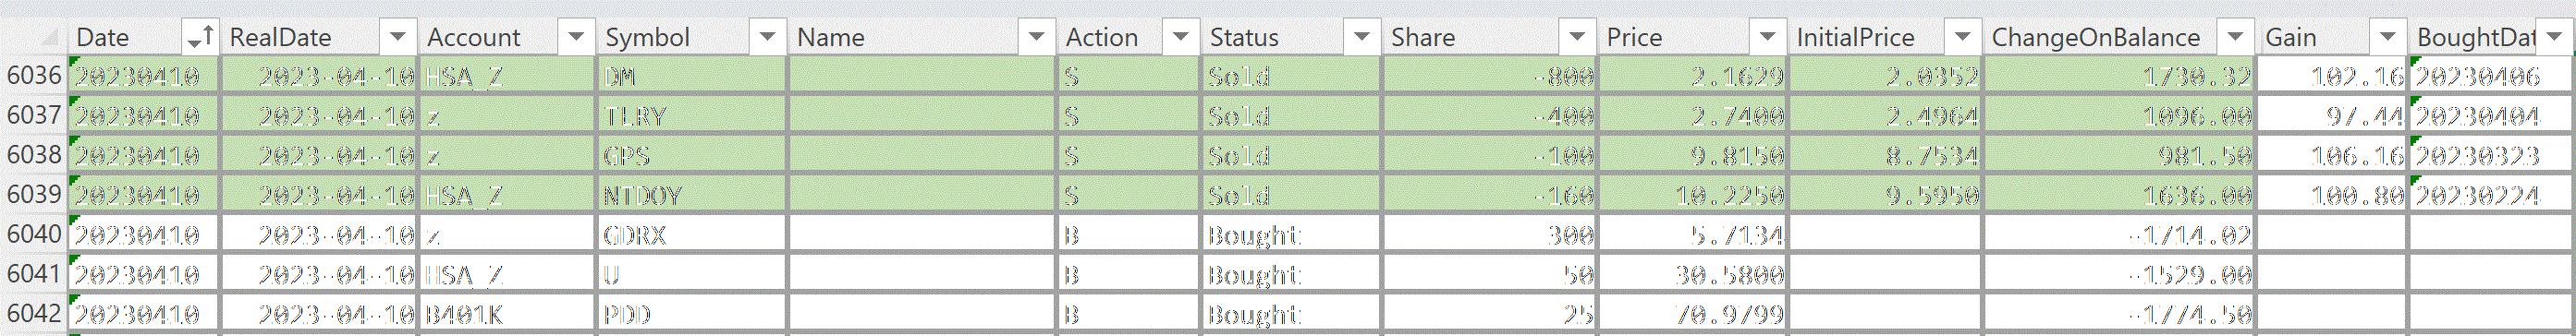 Date RealDate Account Symbol Name Action Status Share Price InitialPrice ChangeOnBalance Gain BoughtDat
6036 20230410 2023-04-10 HSA_Z DM S Sold -800 2.1629 2.0352 1730.32 102.16 20230406
6037 20230410 2023-04-10 z TLRY S Sold -400 2.7400 2.4964 1096.00 97.44 20230404
6038 20230410 2023-04-10 z GPS S Sold -100 9.8150 8.7534 981.50 106.16 20230323
6039 20230410 2023-04-10 HSA_Z NTDOY S Sold -160 10.2250 9.5950 1636.00 100.80 20230224
6040 20230410 2023-04-10 z GDRX B Bought 300 5.7134 -1714.02
6041 20230410 2023-04-10 HSA_Z U B Bought 50 30.5800 -1529.00
6042 20230410 2023-04-10 B401K PDD B Bought 25 70.9799 -1774.50